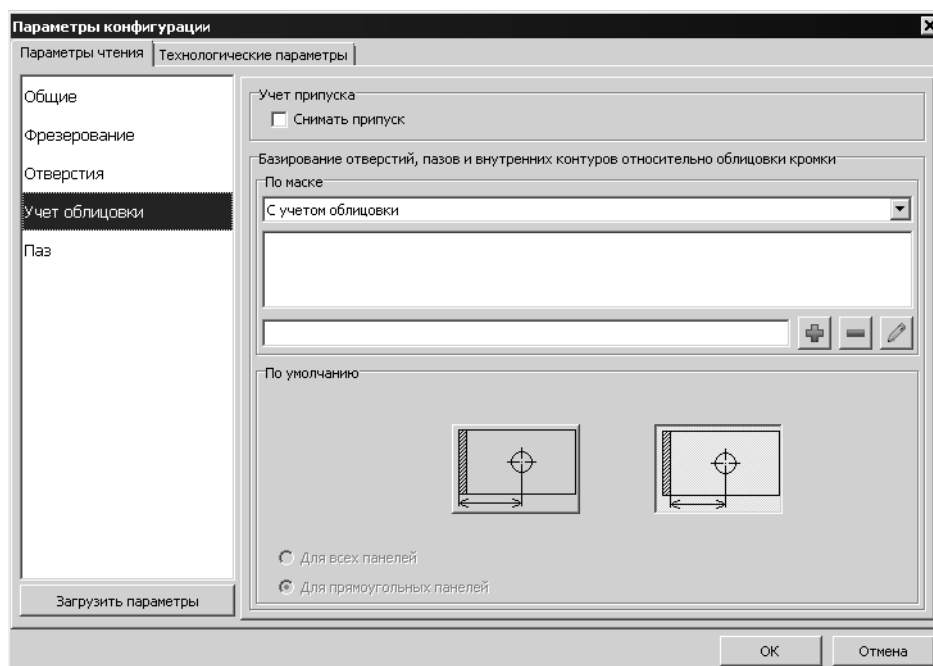 Параметры конфигурации
Параметры чтения
Технологические параметры
Общие
Фрезерование
Отверстия
Учет облицовки
Паз
Загрузить параметры
Учет припуска
Снимать припуск
Базирование отверстий, пазов и внутренних контуров относительно облицовки кромки
По маске
С учетом облицовки
По умолчанию
Для всех панелей
Для прямоугольных панелей
OK
Отмена